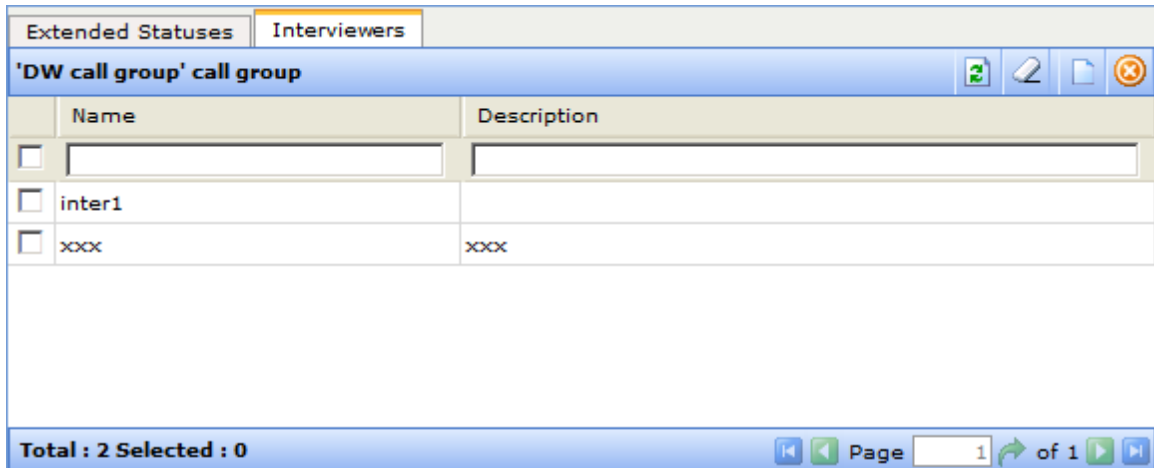 Extended Statuses Interviewers
'DW call group' call group
Name Description
inter1
xxx xxx
Total : 2 Selected : 0 Page 1 of 1